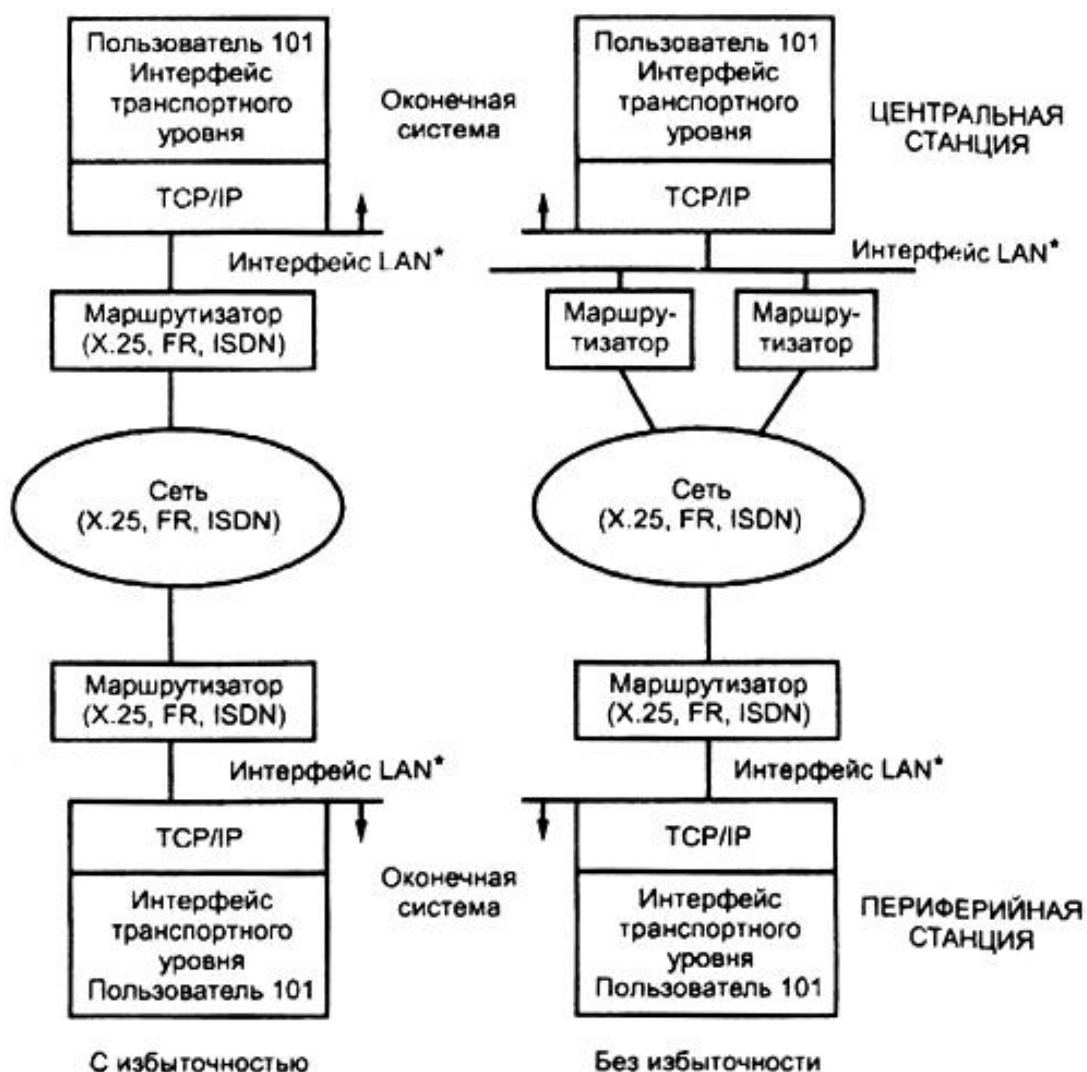 Пользователь 101
Интерфейс
транспортного
уровня
TCP/IP
Оконечная
система
Пользователь 101
Интерфейс
транспортного
уровня
TCP/IP
ЦЕНТРАЛЬНАЯ
СТАНЦИЯ
Интерфейс LAN*
Интерфейс LAN*
Маршрутизатор
(X.25, FR, ISDN)
Маршру-
тизатор
Маршру-
тизатор
Сеть
(X.25, FR, ISDN)
Сеть
(X.25, FR, ISDN)
Маршрутизатор
(X.25, FR, ISDN)
Маршрутизатор
(X.25, FR, ISDN)
Интерфейс LAN*
Интерфейс LAN*
TCP/IP
Интерфейс
транспортного
уровня
Пользователь 101
Оконечная
система
TCP/IP
Интерфейс
транспортного
уровня
Пользователь 101
ПЕРИФЕРИЙНАЯ
СТАНЦИЯ
С избыточностью
Без избыточности